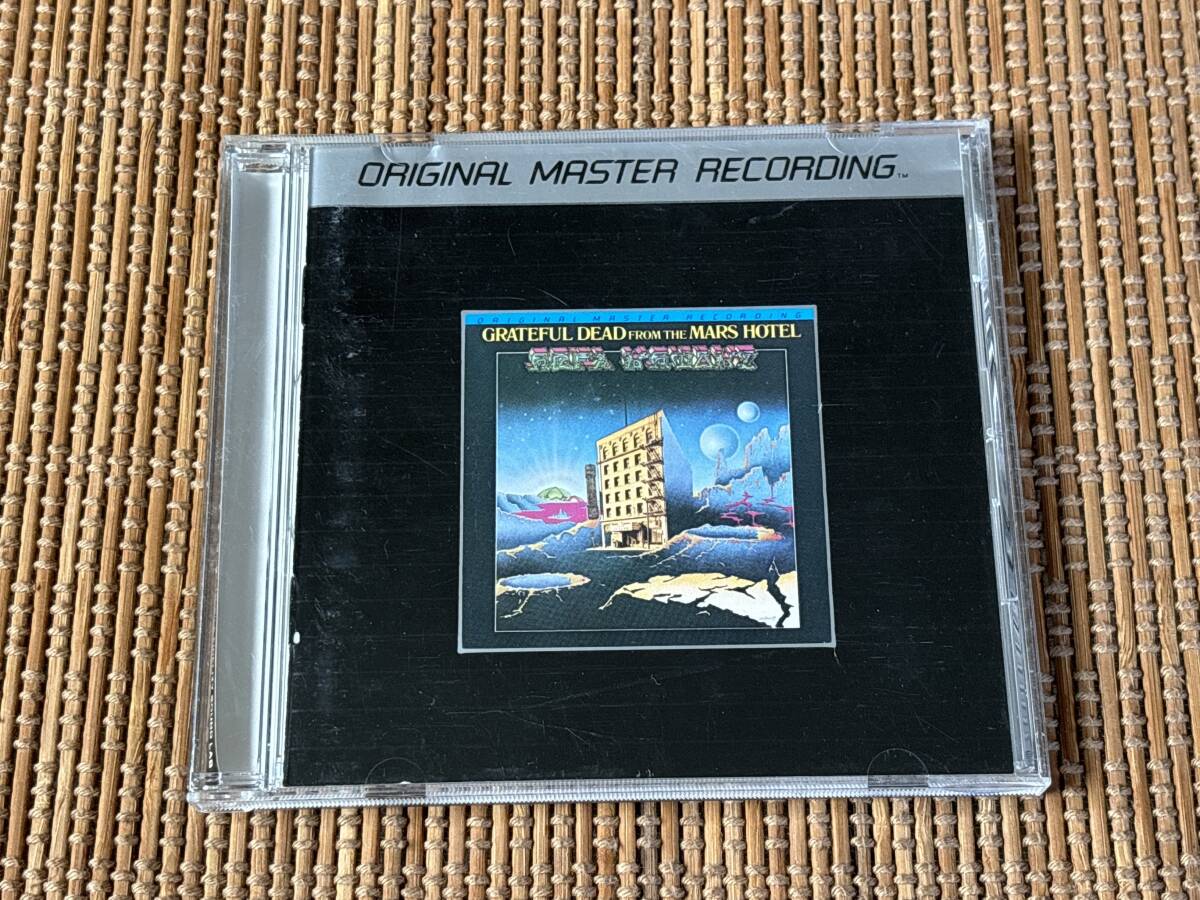 ORIGINAL MASTER RECORDING™
ORIGINAL MASTER RECORDING
GRATEFUL DEAD FROM THE MARS HOTEL